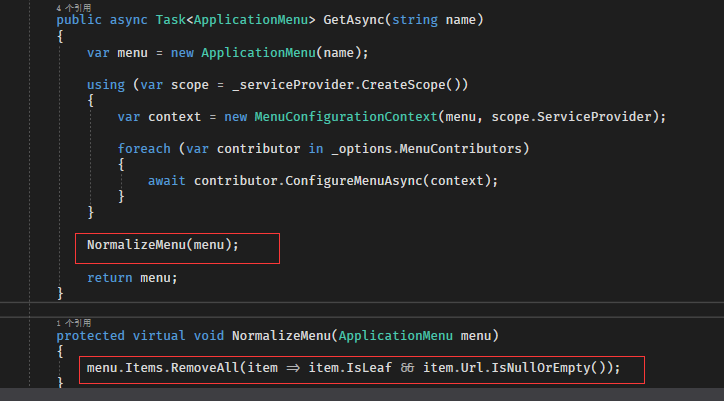 4 个引用
public async Task<ApplicationMenu> GetAsync(string name)
{
var menu = new ApplicationMenu(name);
using (var scope = _serviceProvider.CreateScope())
{
var context = new MenuConfigurationContext(menu, scope.ServiceProvider);
foreach (var contributor in _options.MenuContributors)
{
await contributor.ConfigureMenuAsync(context);
}
}
NormalizeMenu(menu);
return menu;
}
1 个引用
protected virtual void NormalizeMenu(ApplicationMenu menu)
{
menu.Items.RemoveAll(item => item.IsLeaf && item.Url.IsNullOrEmpty());
}